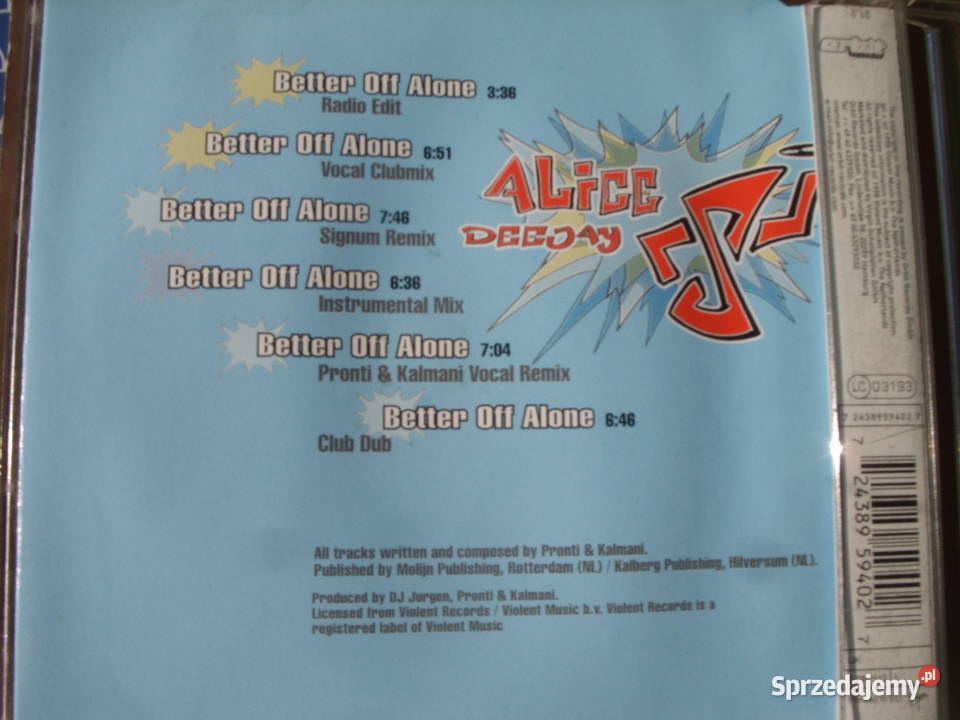 Better Off Alone 3:36
Radio Edit
Better Off Alone 6:51
Vocal Clubmix
Better Off Alone 7:46
Signum Remix
Better Off Alone 6:36
Instrumental Mix
Better Off Alone 7:04
Pronti & Kalmani Vocal Remix
Better Off Alone 6:46
Club Dub
ALiCE
DEEJAY
All tracks written and composed by Pronti & Kalmani.
Published by Molijn Publishing, Rotterdam (NL) / Kalberg Publishing, Hilversum (NL).
Produced by DJ Jurgen, Pronti & Kalmani.
Licensed from Violent Records / Violent Music b.v. Violent Records is a
registered label of Violent Music
LC 03193
7 24389 59402 7
7 24389 59402 7
Sprzedajemy.pl